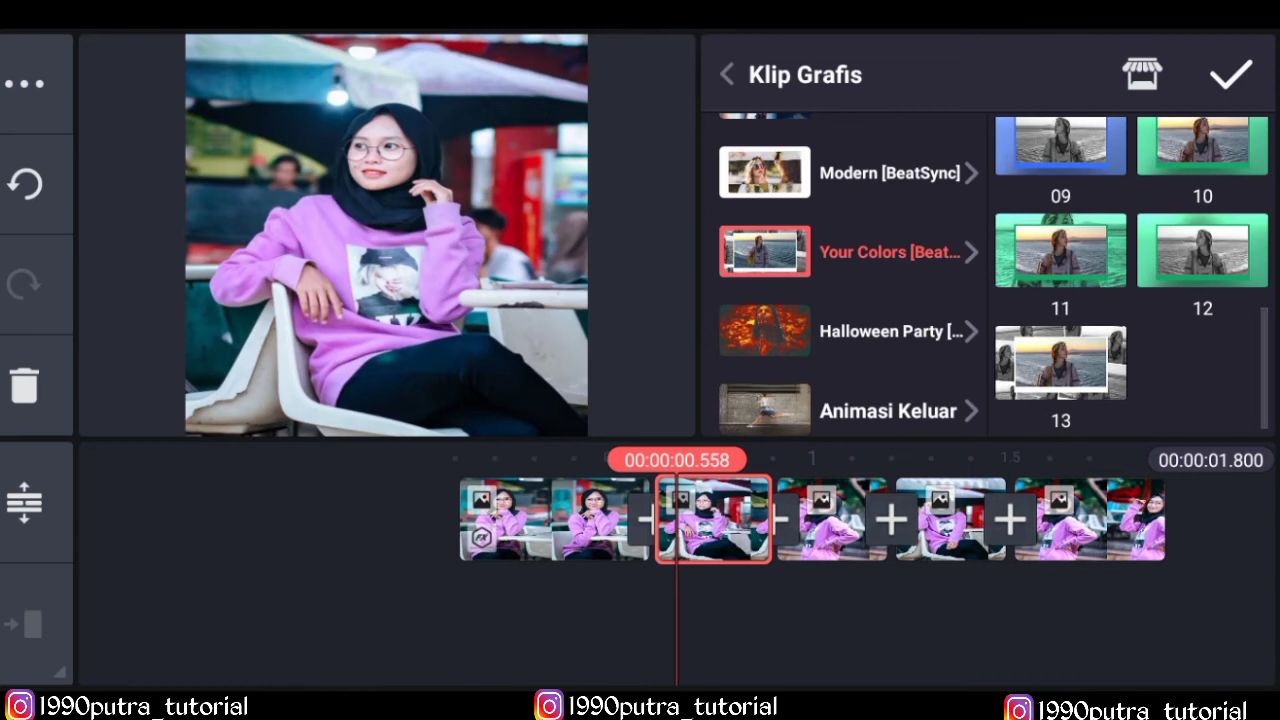 Klip Grafis
Modern [BeatSync]
Your Colors [Beat...
Halloween Party [...
Animasi Keluar
09
10
11
12
13
00:00:00.558
1
1.5
00:00:01.800
1990putra_tutorial
1990putra_tutorial
1990putra_tutorial